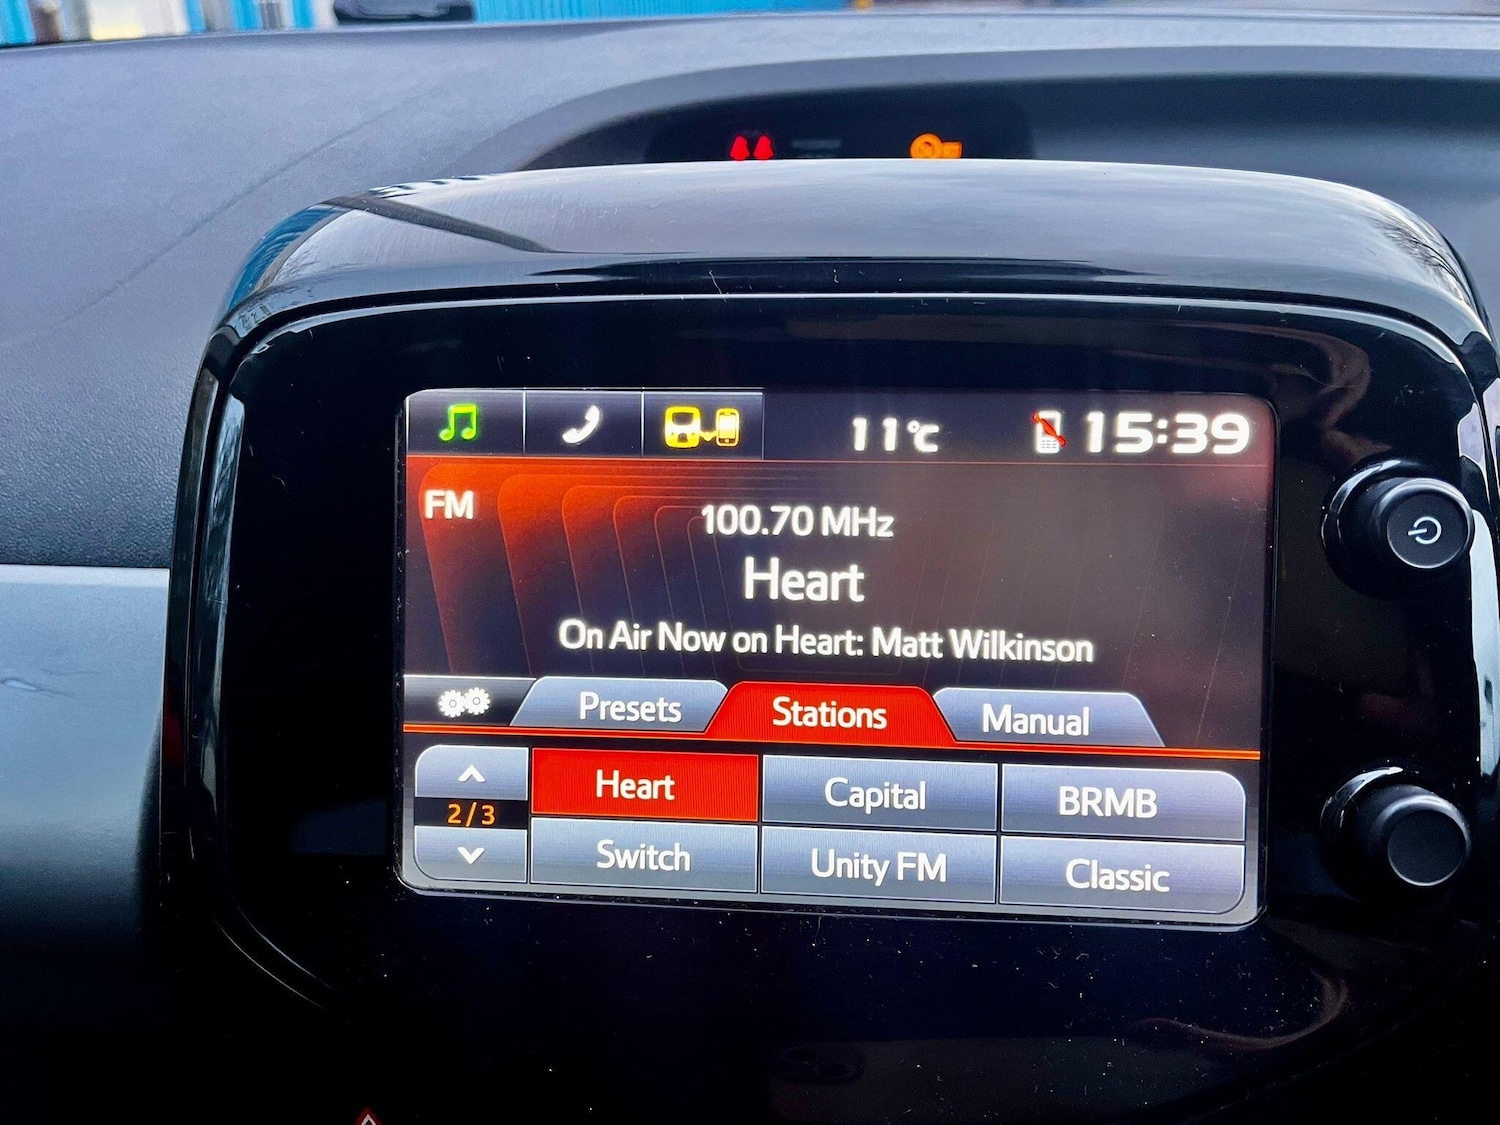 11°C 15:39
FM
100.70 MHz
Heart
On Air Now on Heart: Matt Wilkinson
Presets Stations Manual
2/3
Heart Capital BRMB
Switch Unity FM Classic